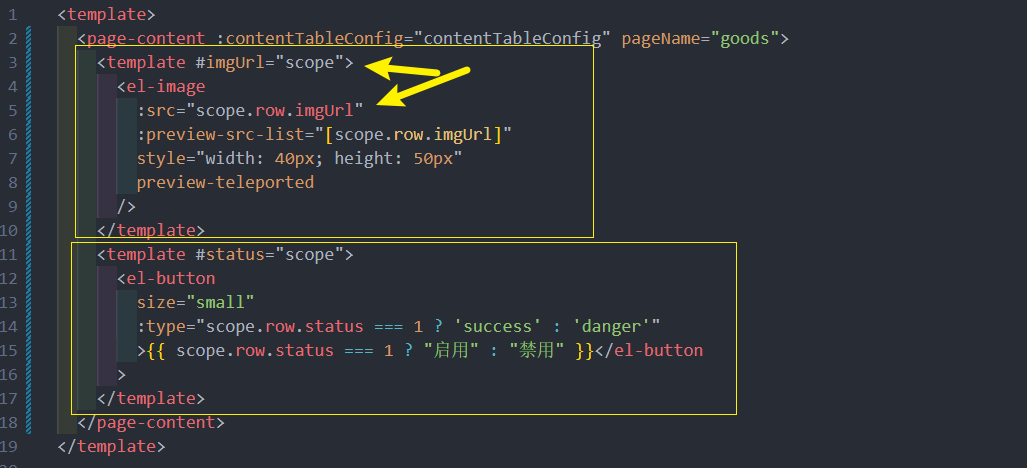 1 <template>
2 <page-content :contentTableConfig="contentTableConfig" pageName="goods">
3 <template #imgUrl="scope">
4 <el-image
5 :src="scope.row.imgUrl"
6 :preview-src-list="[scope.row.imgUrl]"
7 style="width: 40px; height: 50px"
8 preview-teleported
9 />
10 </template>
11 <template #status="scope">
12 <el-button
13 size="small"
14 :type="scope.row.status === 1 ? 'success' : 'danger'"
15 >{{ scope.row.status === 1 ? "启用" : "禁用" }}</el-button
16 >
17 </template>
18 </page-content>
19 </template>